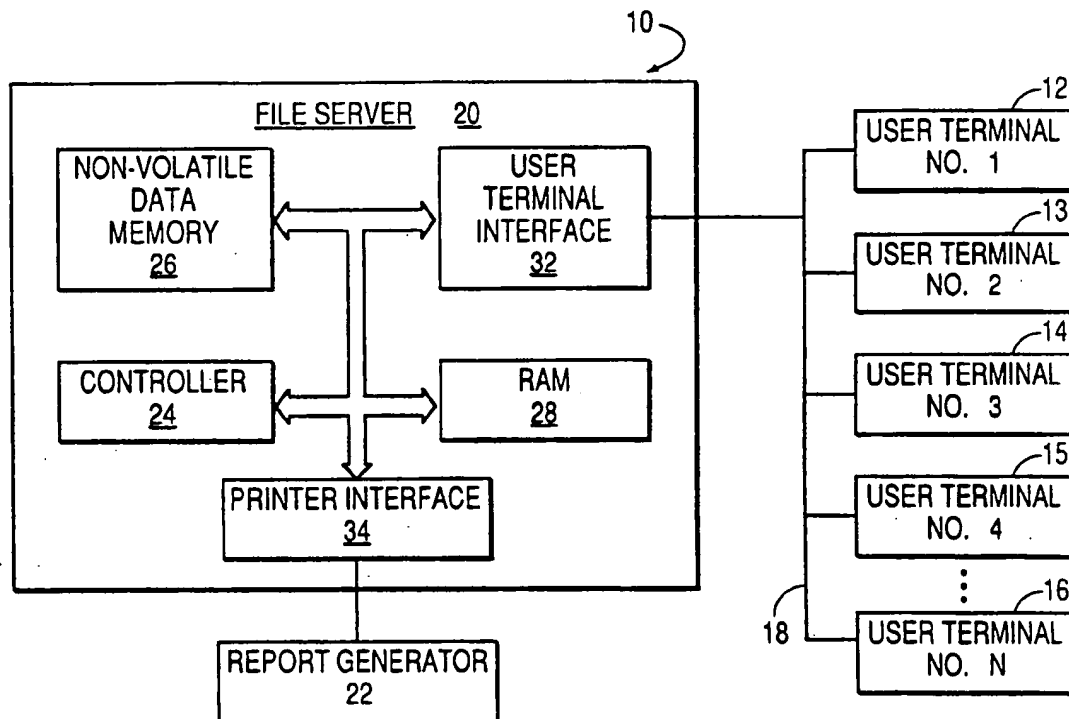 10
FILE SERVER 20
NON-VOLATILE
DATA
MEMORY
26
USER
TERMINAL
INTERFACE
32
CONTROLLER
24
RAM
28
PRINTER INTERFACE
34
REPORT GENERATOR
22
12
USER TERMINAL
NO. 1
13
USER TERMINAL
NO. 2
14
USER TERMINAL
NO. 3
15
USER TERMINAL
NO. 4
16
USER TERMINAL
NO. N
18